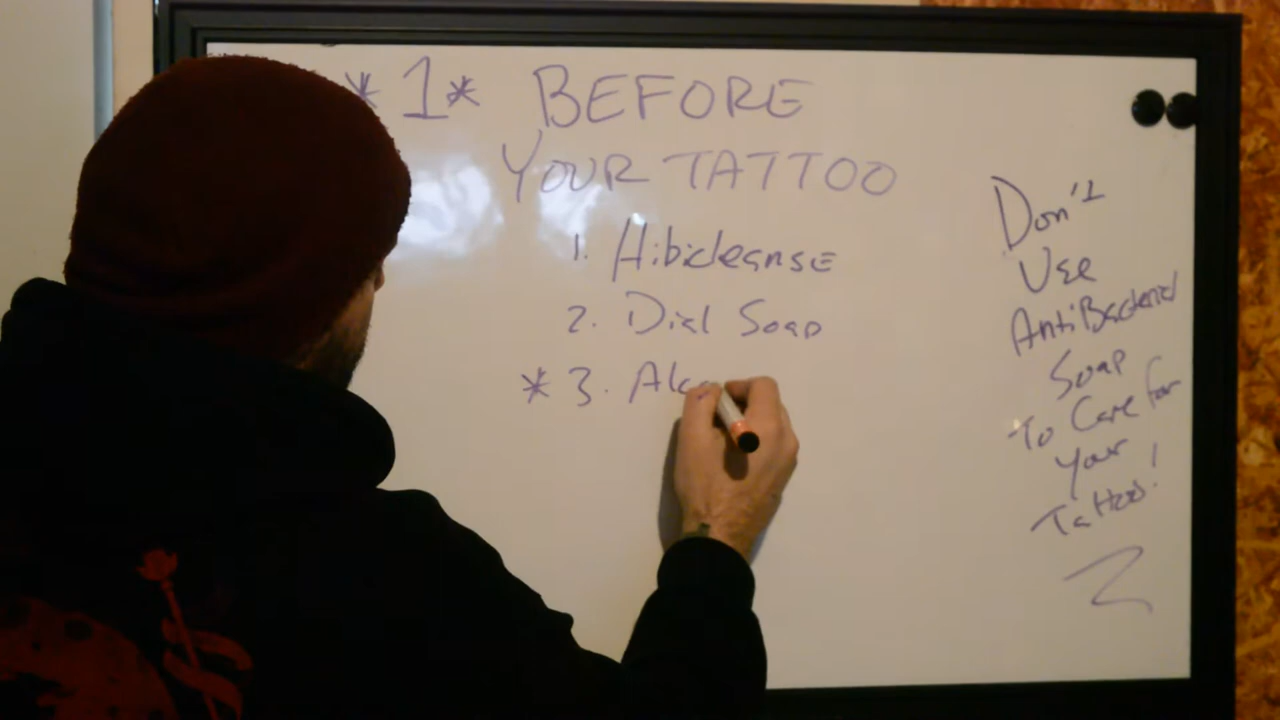 *1* BEFORE
YOUR TATTOO
1. Hibicleanse
2. Dial Soap
*3. Alc
Don't
Use
AntiBacterial
Soap
To Care for
Your
Tattoo!